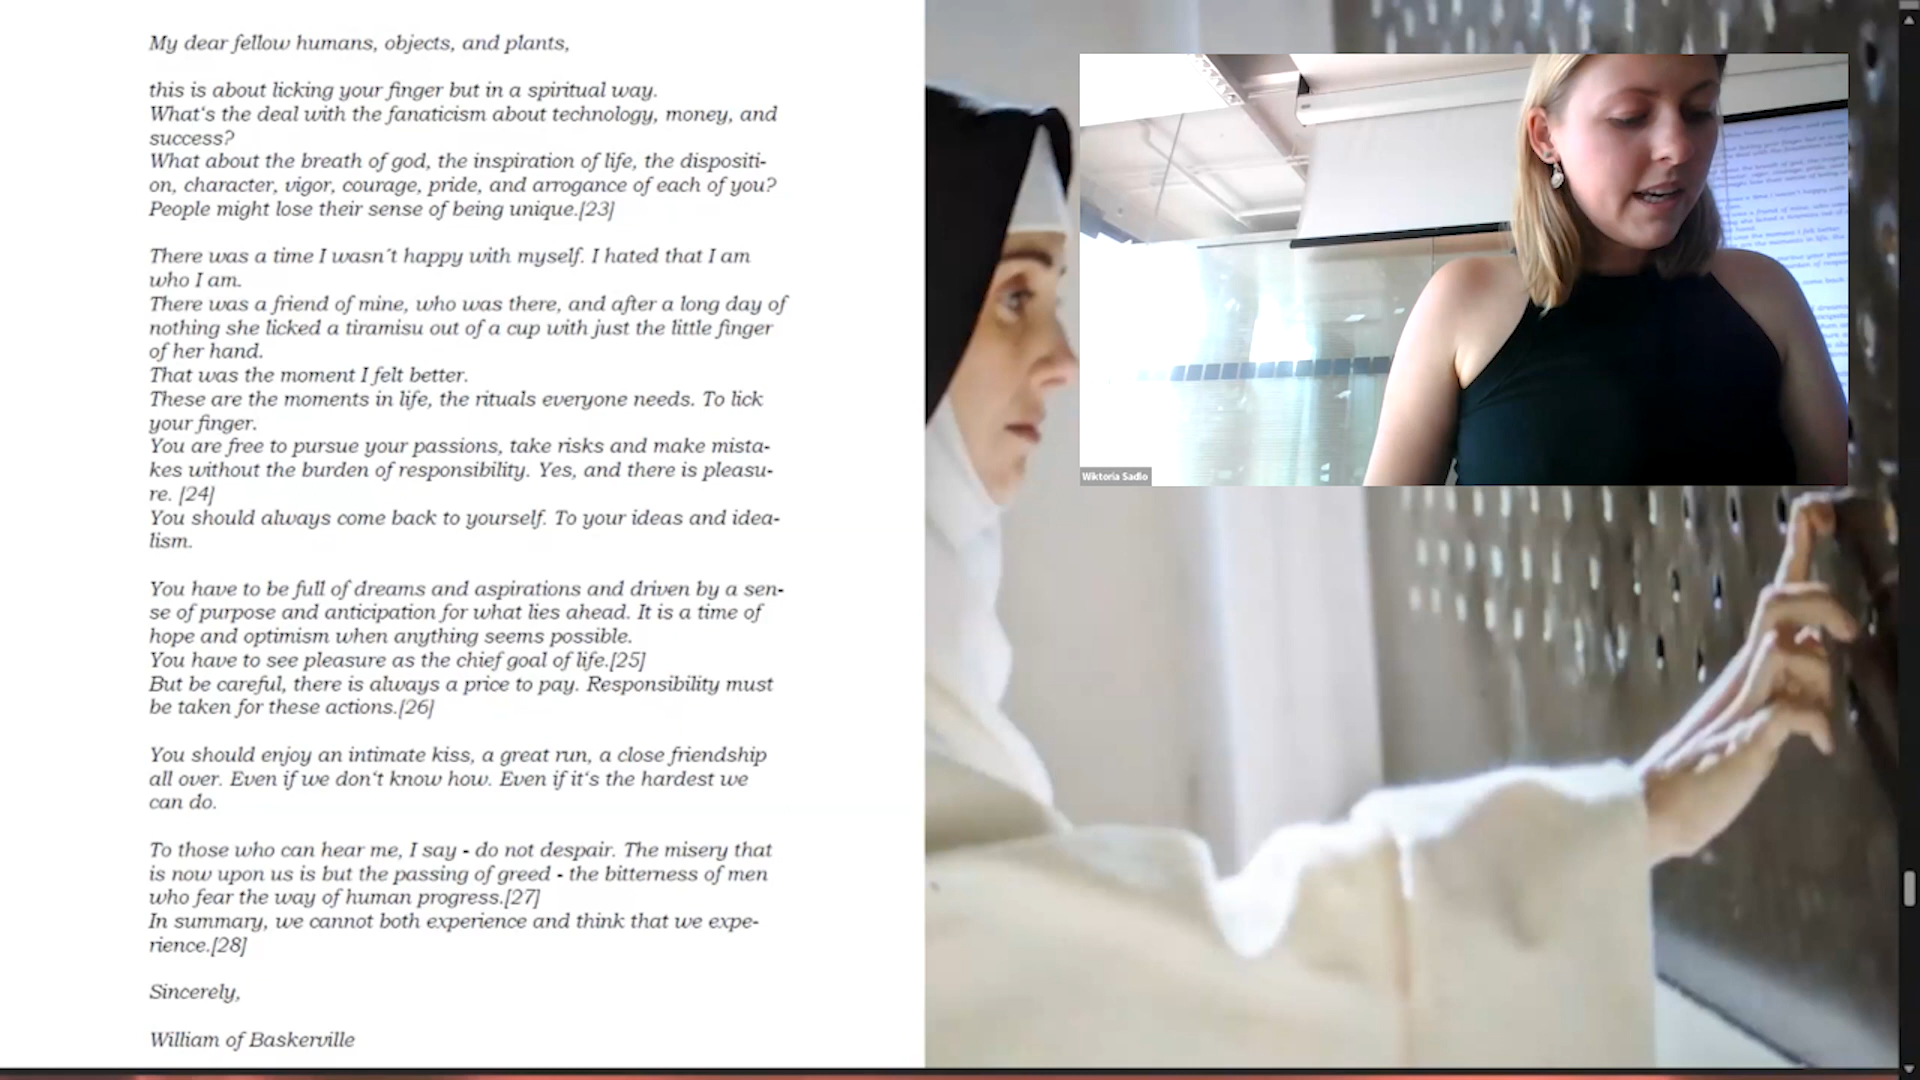 My dear fellow humans, objects, and plants,
this is about licking your finger but in a spiritual way.
What's the deal with the fanaticism about technology, money, and
success?
What about the breath of god, the inspiration of life, the dispositi-
on, character, vigor, courage, pride, and arrogance of each of you?
People might lose their sense of being unique.[23]
There was a time I wasn´t happy with myself. I hated that I am
who I am.
There was a friend of mine, who was there, and after a long day of
nothing she licked a tiramisu out of a cup with just the little finger
of her hand.
That was the moment I felt better.
These are the moments in life, the rituals everyone needs. To lick
your finger.
You are free to pursue your passions, take risks and make mista-
kes without the burden of responsibility. Yes, and there is pleasu-
re. [24]
You should always come back to yourself. To your ideas and idea-
lism.
You have to be full of dreams and aspirations and driven by a sen-
se of purpose and anticipation for what lies ahead. It is a time of
hope and optimism when anything seems possible.
You have to see pleasure as the chief goal of life.[25]
But be careful, there is always a price to pay. Responsibility must
be taken for these actions.[26]
You should enjoy an intimate kiss, a great run, a close friendship
all over. Even if we don't know how. Even if it's the hardest we
can do.
To those who can hear me, I say - do not despair. The misery that
is now upon us is but the passing of greed - the bitterness of men
who fear the way of human progress.[27]
In summary, we cannot both experience and think that we expe-
rience.[28]
Sincerely,
William of Baskerville
Wiktoria Sadlo